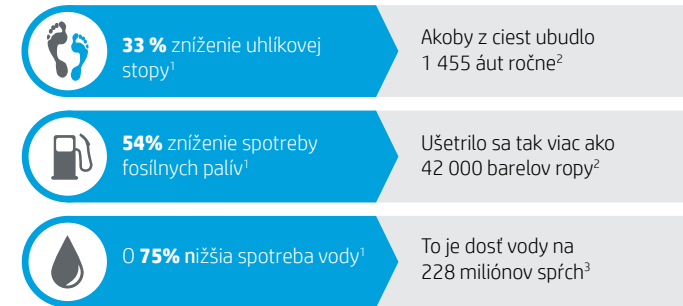 33 % zníženie uhlíkovej
stopy¹
Akoby z ciest ubudlo
1 455 áut ročne²
54% zníženie spotreby
fosílnych palív¹
Ušetrilo sa tak viac ako
42 000 barelov ropy²
O 75% nižšia spotreba vody¹
To je dosť vody na
228 miliónov spŕch³